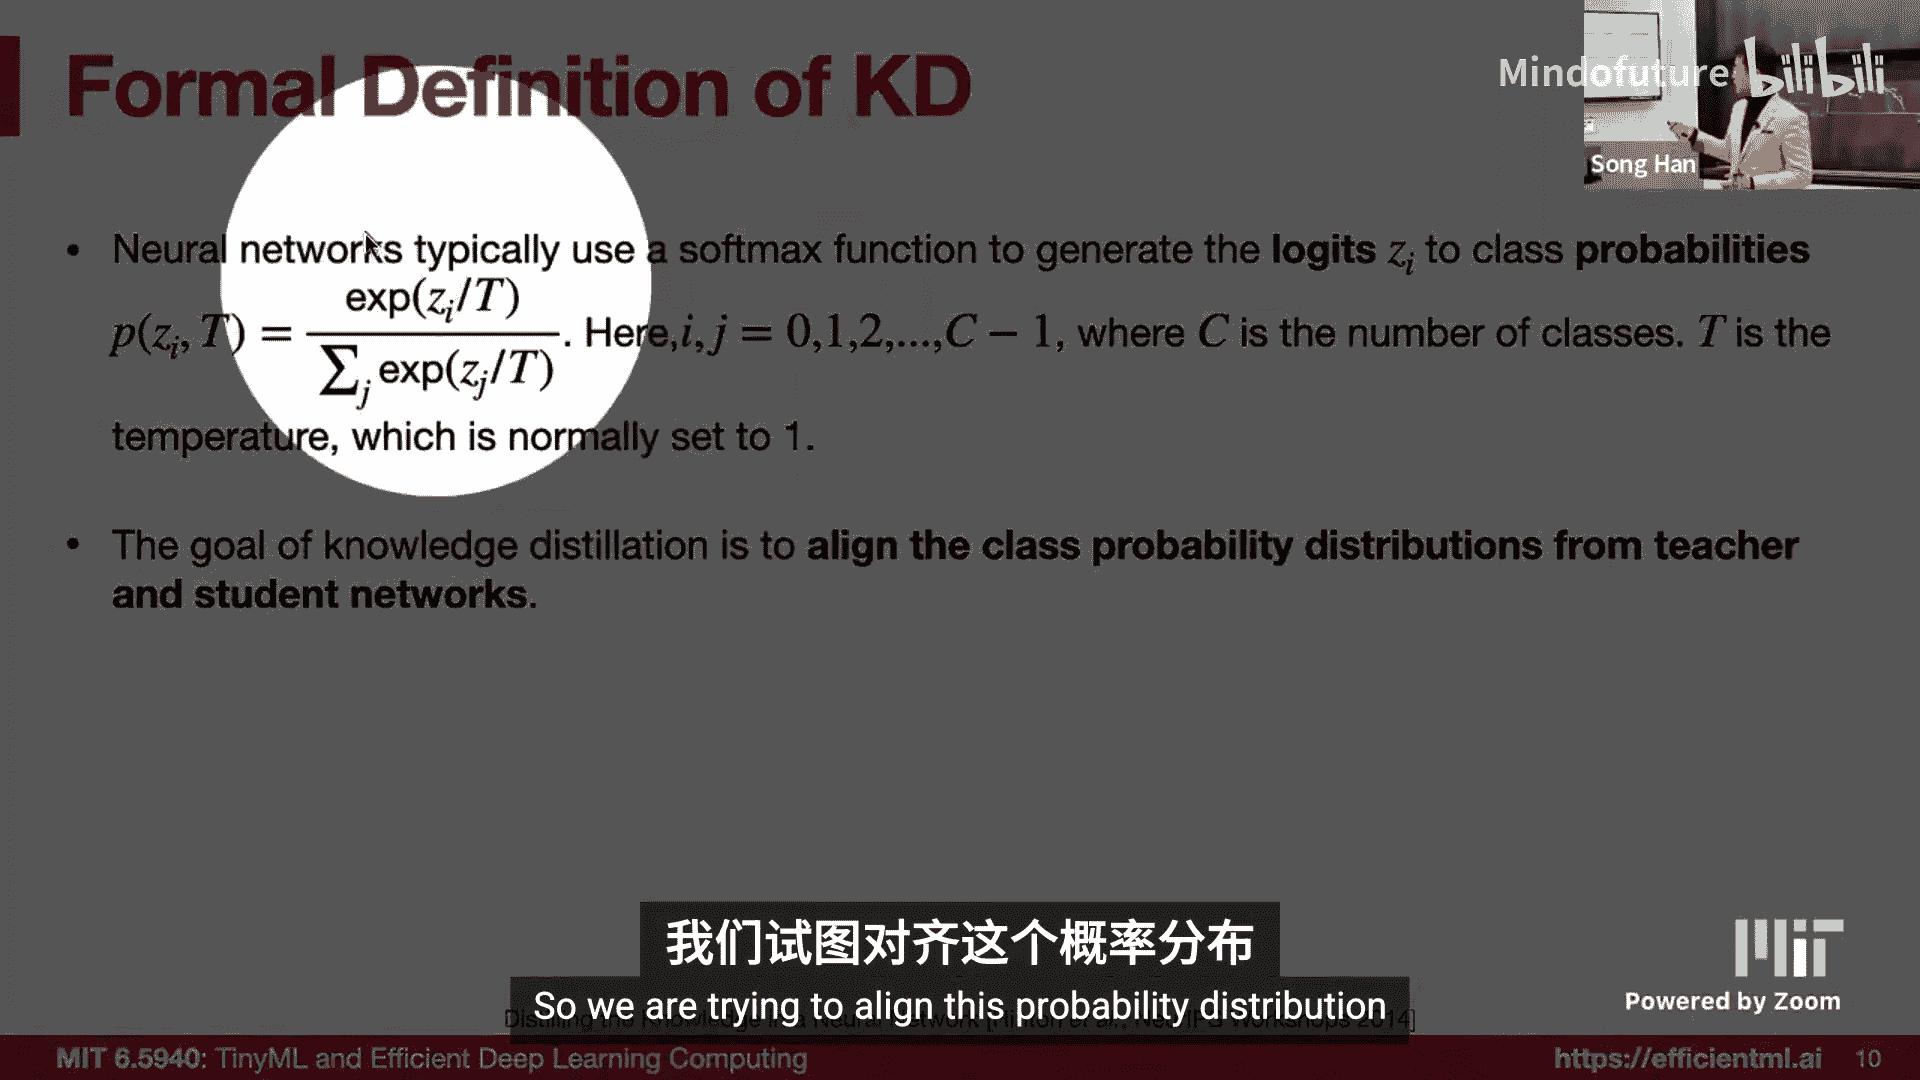 Formal Definition of KD
Mindofuture bilibili
Song Han
• Neural networks typically use a softmax function to generate the logits z_i to class probabilities
p(z_i, T) = exp(z_i/T) / ∑_j exp(z_j/T). Here, i, j = 0,1,2,...,C − 1, where C is the number of classes. T is the
temperature, which is normally set to 1.
• The goal of knowledge distillation is to align the class probability distributions from teacher
and student networks.
我们试图对齐这个概率分布
So we are trying to align this probability distribution
MIT
Powered by Zoom
MIT 6.5940: TinyML and Efficient Deep Learning Computing
https://efficientml.ai 10